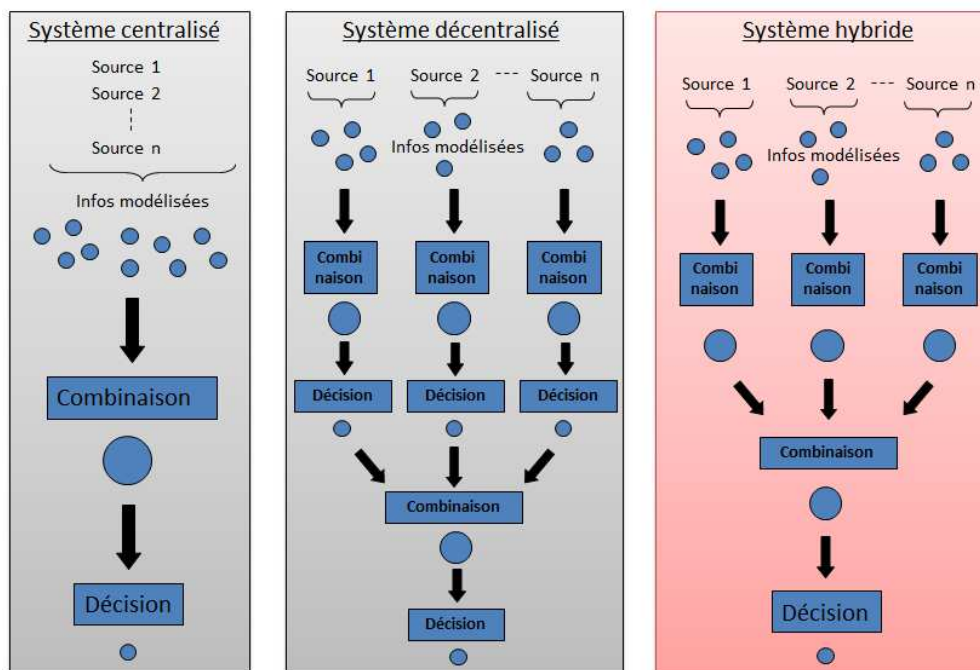 Système centralisé
Source 1
Source 2
Source n
Infos modélisées
Combinaison
Décision
Système décentralisé
Source 1
Source 2
---
Source n
Infos modélisées
Combi
naison
Combi
naison
Combi
naison
Décision
Décision
Décision
Combinaison
Décision
Système hybride
Source 1
Source 2
---
Source n
Infos modélisées
Combi
naison
Combi
naison
Combi
naison
Combinaison
Décision